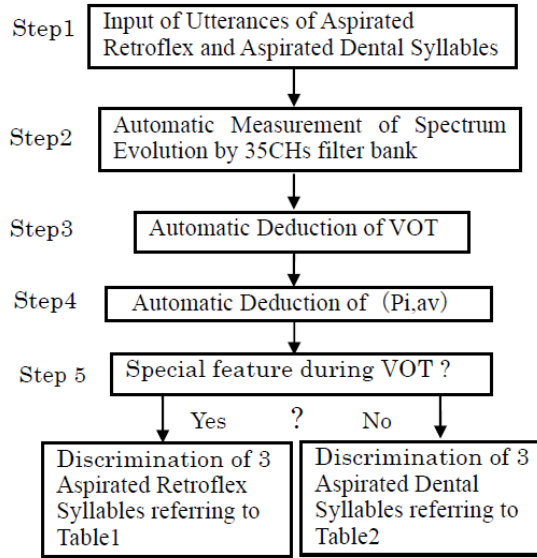 Step1
Input of Utterances of Aspirated
Retroflex and Aspirated Dental Syllables
Step2
Automatic Measurement of Spectrum
Evolution by 35CHs filter bank
Step3
Automatic Deduction of VOT
Step4
Automatic Deduction of （Pi,av）
Step 5
Special feature during VOT ?
Yes ? No
Discrimination of 3
Aspirated Retroflex
Syllables referring to
Table1
Discrimination of 3
Aspirated Dental
Syllables referring to
Table2